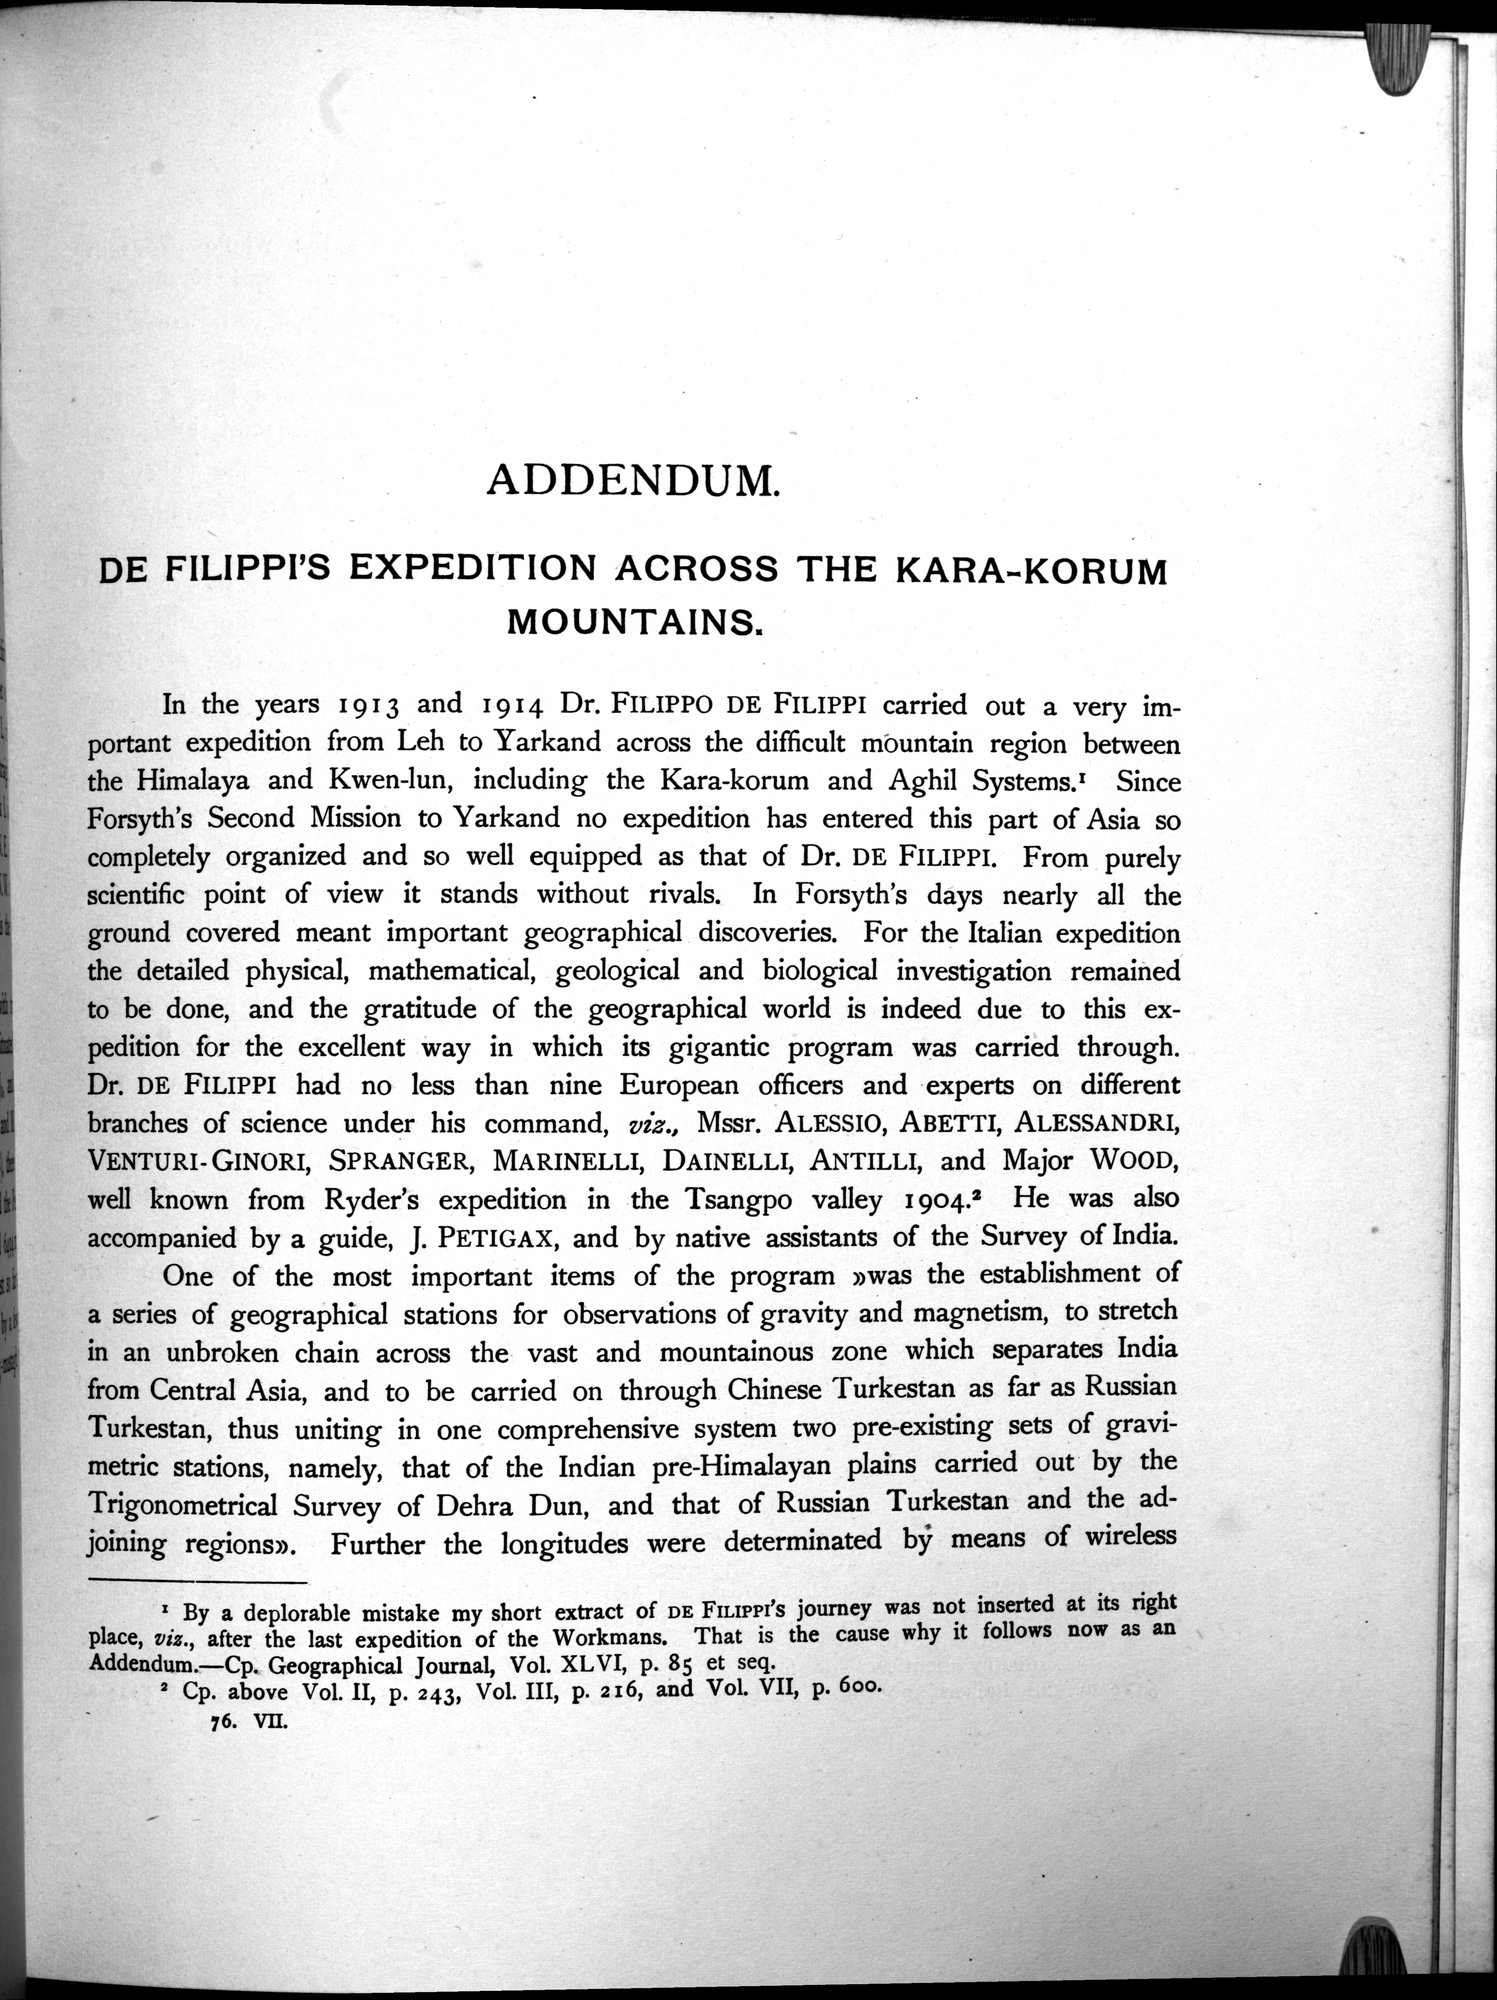 ADDENDUM.
DE FILIPPI'S EXPEDITION ACROSS THE KARA-KORUM
MOUNTAINS.
In the years 1913 and 1914 Dr. FILIPPO DE FILIPPI carried out a very im-
portant expedition from Leh to Yarkand across the difficult mountain region between
the Himalaya and Kwen-lun, including the Kara-korum and Aghil Systems.¹ Since
Forsyth's Second Mission to Yarkand no expedition has entered this part of Asia so
completely organized and so well equipped as that of Dr. DE FILIPPI. From purely
scientific point of view it stands without rivals. In Forsyth's days nearly all the
ground covered meant important geographical discoveries. For the Italian expedition
the detailed physical, mathematical, geological and biological investigation remained
to be done, and the gratitude of the geographical world is indeed due to this ex-
pedition for the excellent way in which its gigantic program was carried through.
Dr. DE FILIPPI had no less than nine European officers and experts on different
branches of science under his command, viz., Mssr. ALESSIO, ABETTI, ALESSANDRI,
VENTURI-GINORI, SPRANGER, MARINELLI, DAINELLI, ANTILLI, and Major WOOD,
well known from Ryder's expedition in the Tsangpo valley 1904.² He was also
accompanied by a guide, J. PETIGAX, and by native assistants of the Survey of India.
One of the most important items of the program »was the establishment of
a series of geographical stations for observations of gravity and magnetism, to stretch
in an unbroken chain across the vast and mountainous zone which separates India
from Central Asia, and to be carried on through Chinese Turkestan as far as Russian
Turkestan, thus uniting in one comprehensive system two pre-existing sets of gravi-
metric stations, namely, that of the Indian pre-Himalayan plains carried out by the
Trigonometrical Survey of Dehra Dun, and that of Russian Turkestan and the ad-
joining regions». Further the longitudes were determined by means of wireless
¹ By a deplorable mistake my short extract of DE FILIPPI'S journey was not inserted at its right
place, viz., after the last expedition of the Workmans. That is the cause why it follows now as an
Addendum.—Cp. Geographical Journal, Vol. XLVI, p. 85 et seq.
² Cp. above Vol. II, p. 243, Vol. III, p. 216, and Vol. VII, p. 600.
76. VII.